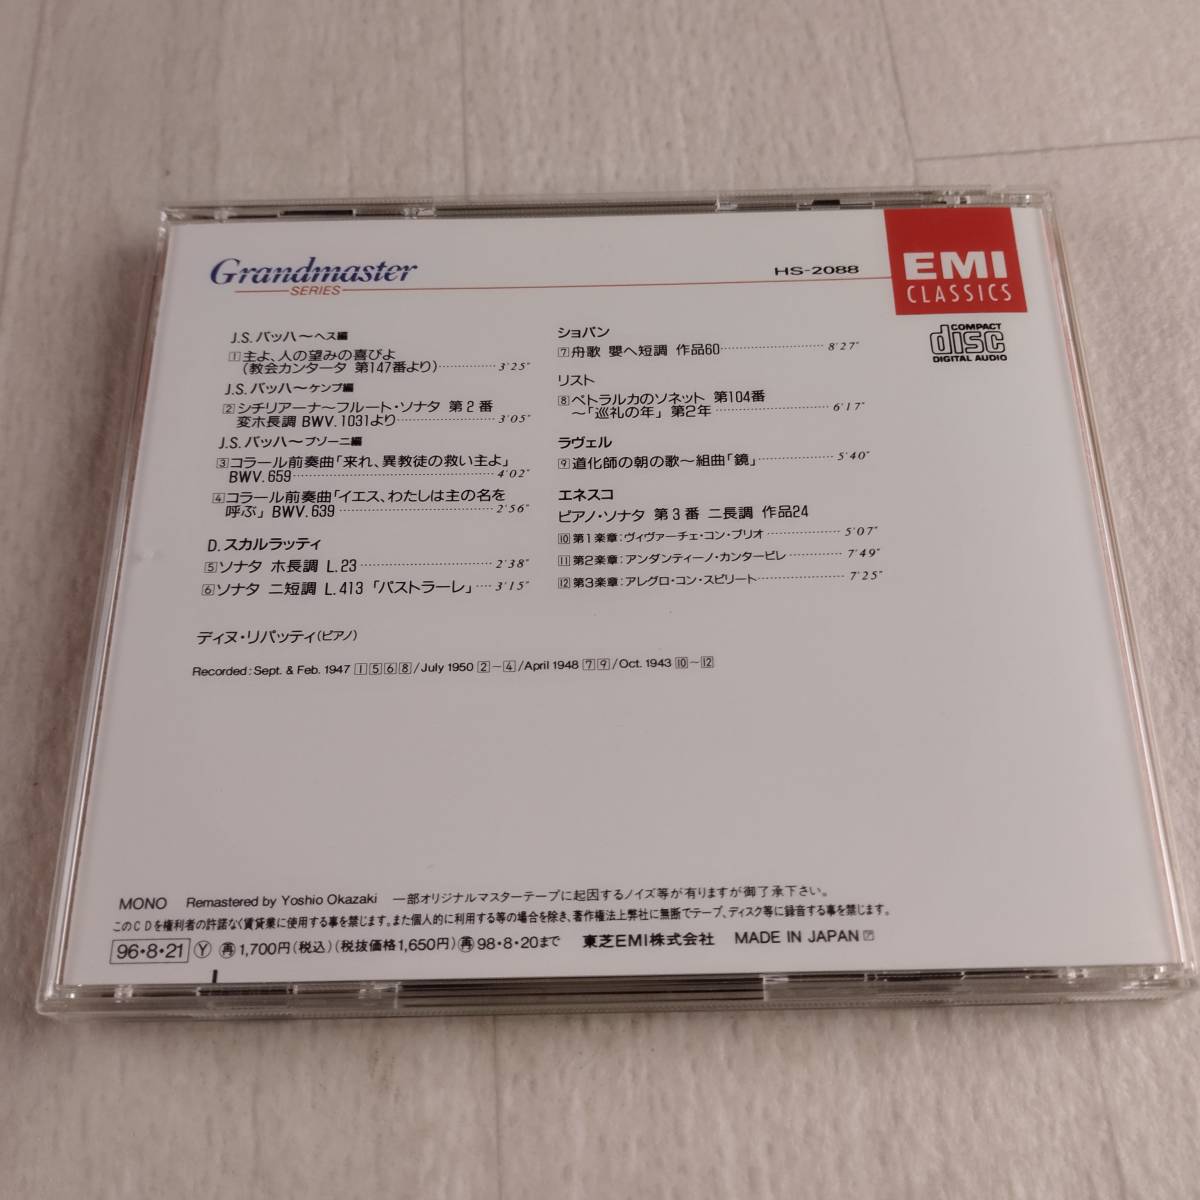 Grandmaster
SERIES
HS-2088
EMI
CLASSICS
COMPACT
disc
DIGITAL AUDIO
J.S.バッハ～ヘス編
1 主よ、人の望みの喜びよ
(教会カンタータ 第147番より)……………3'25"
J.S.バッハ～ケンプ編
2 シチリアーナ～フルート・ソナタ 第2番
変ホ長調 BWV.1031より……………3'05"
J.S.バッハ～ブゾーニ編
3 コラール前奏曲「来れ、異教徒の救い主よ」
BWV.659……………4'02"
4 コラール前奏曲「イエス、わたしは主の名を
呼ぶ」 BWV.639……………2'56"
D.スカルラッティ
5 ソナタ ホ長調 L.23……………2'38"
6 ソナタ ニ短調 L.413「パストラーレ」……3'15"
ショパン
7 舟歌 嬰ヘ短調 作品60……………8'27"
リスト
8 ペトラルカのソネット 第104番
～「巡礼の年」第2年……………6'17"
ラヴェル
9 道化師の朝の歌～組曲「鏡」……………5'40"
エネスコ
ピアノ・ソナタ 第3番 ニ長調 作品24
10 第1楽章：ヴィヴァーチェ・コン・ブリオ……………5'07"
11 第2楽章：アンダンティーノ・カンタービレ……………7'49"
12 第3楽章：アレグロ・コン・スピリート……………7'25"
ディヌ・リパッティ(ピアノ)
Recorded：Sept. & Feb. 1947 1 5 6 8/July 1950 2～4/April 1948 7 9/Oct. 1943 10～12
MONO Remastered by Yoshio Okazaki 一部オリジナルマスターテープに起因するノイズ等が有りますが御了承下さい。
このCDを権利者の許諾なく賃貸業に使用する事を禁じます。また個人的に利用する等の場合を除き、著作権法上弊社に無断でテープ、ディスク等に録音する事を禁じます。
96・8・21 Ⓨ 再 1,700円(税込)(税抜価格1,650円) 再 98・8・20まで 東芝EMI株式会社 MADE IN JAPAN